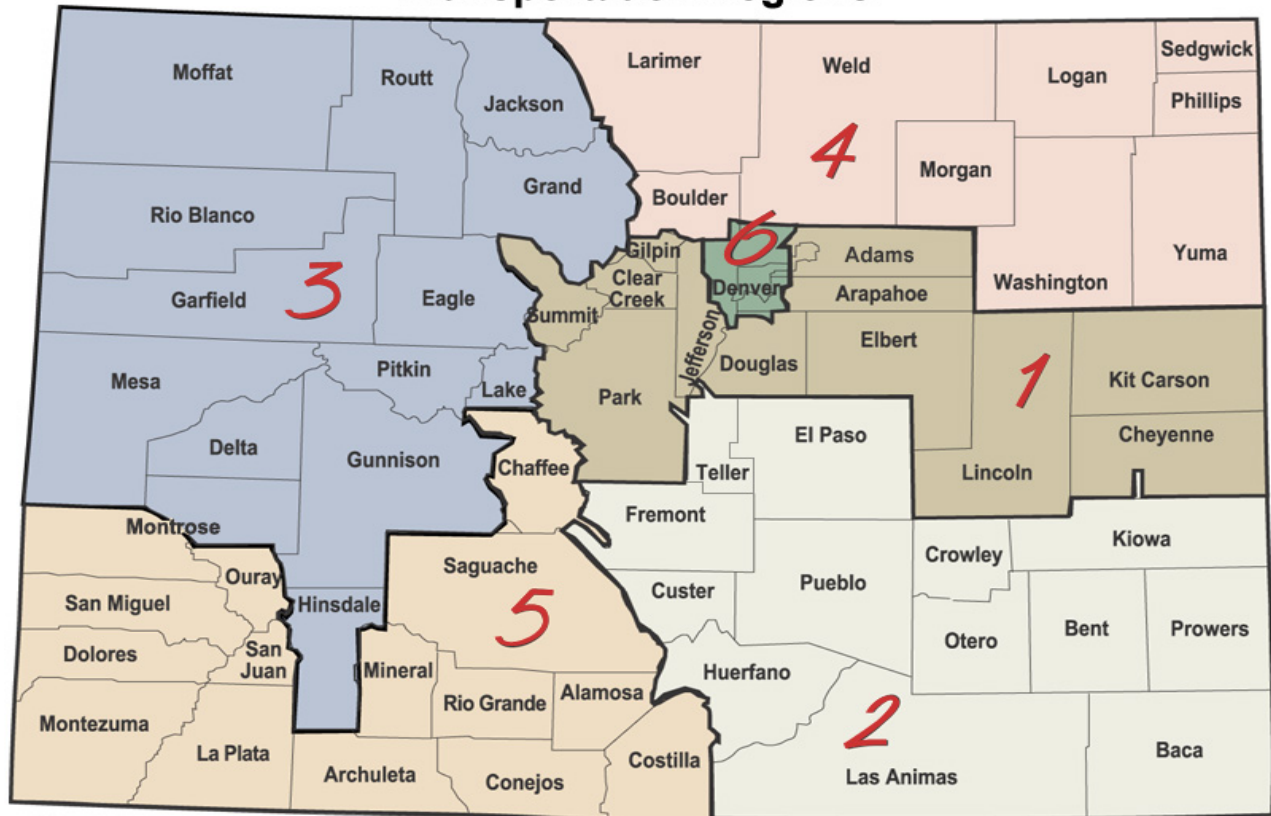 Moffat
Routt
Jackson
Larimer
Weld
Logan
Sedgwick
Phillips
Grand
Boulder
Morgan
4
Rio Blanco
Garfield
3
Eagle
Gilpin
Clear
Creek
Summit
6
Denver
Adams
Arapahoe
Washington
Yuma
Mesa
Pitkin
Lake
Park
Jefferson
Douglas
Elbert
1
Kit Carson
Cheyenne
Lincoln
Delta
Gunnison
Chaffee
Teller
El Paso
Montrose
Fremont
Ouray
Saguache
Hinsdale
San Miguel
Custer
Pueblo
Crowley
Kiowa
Dolores
San
Juan
Mineral
5
Rio Grande
Alamosa
Huerfano
Otero
Bent
Prowers
Montezuma
La Plata
Archuleta
Conejos
Costilla
2
Las Animas
Baca